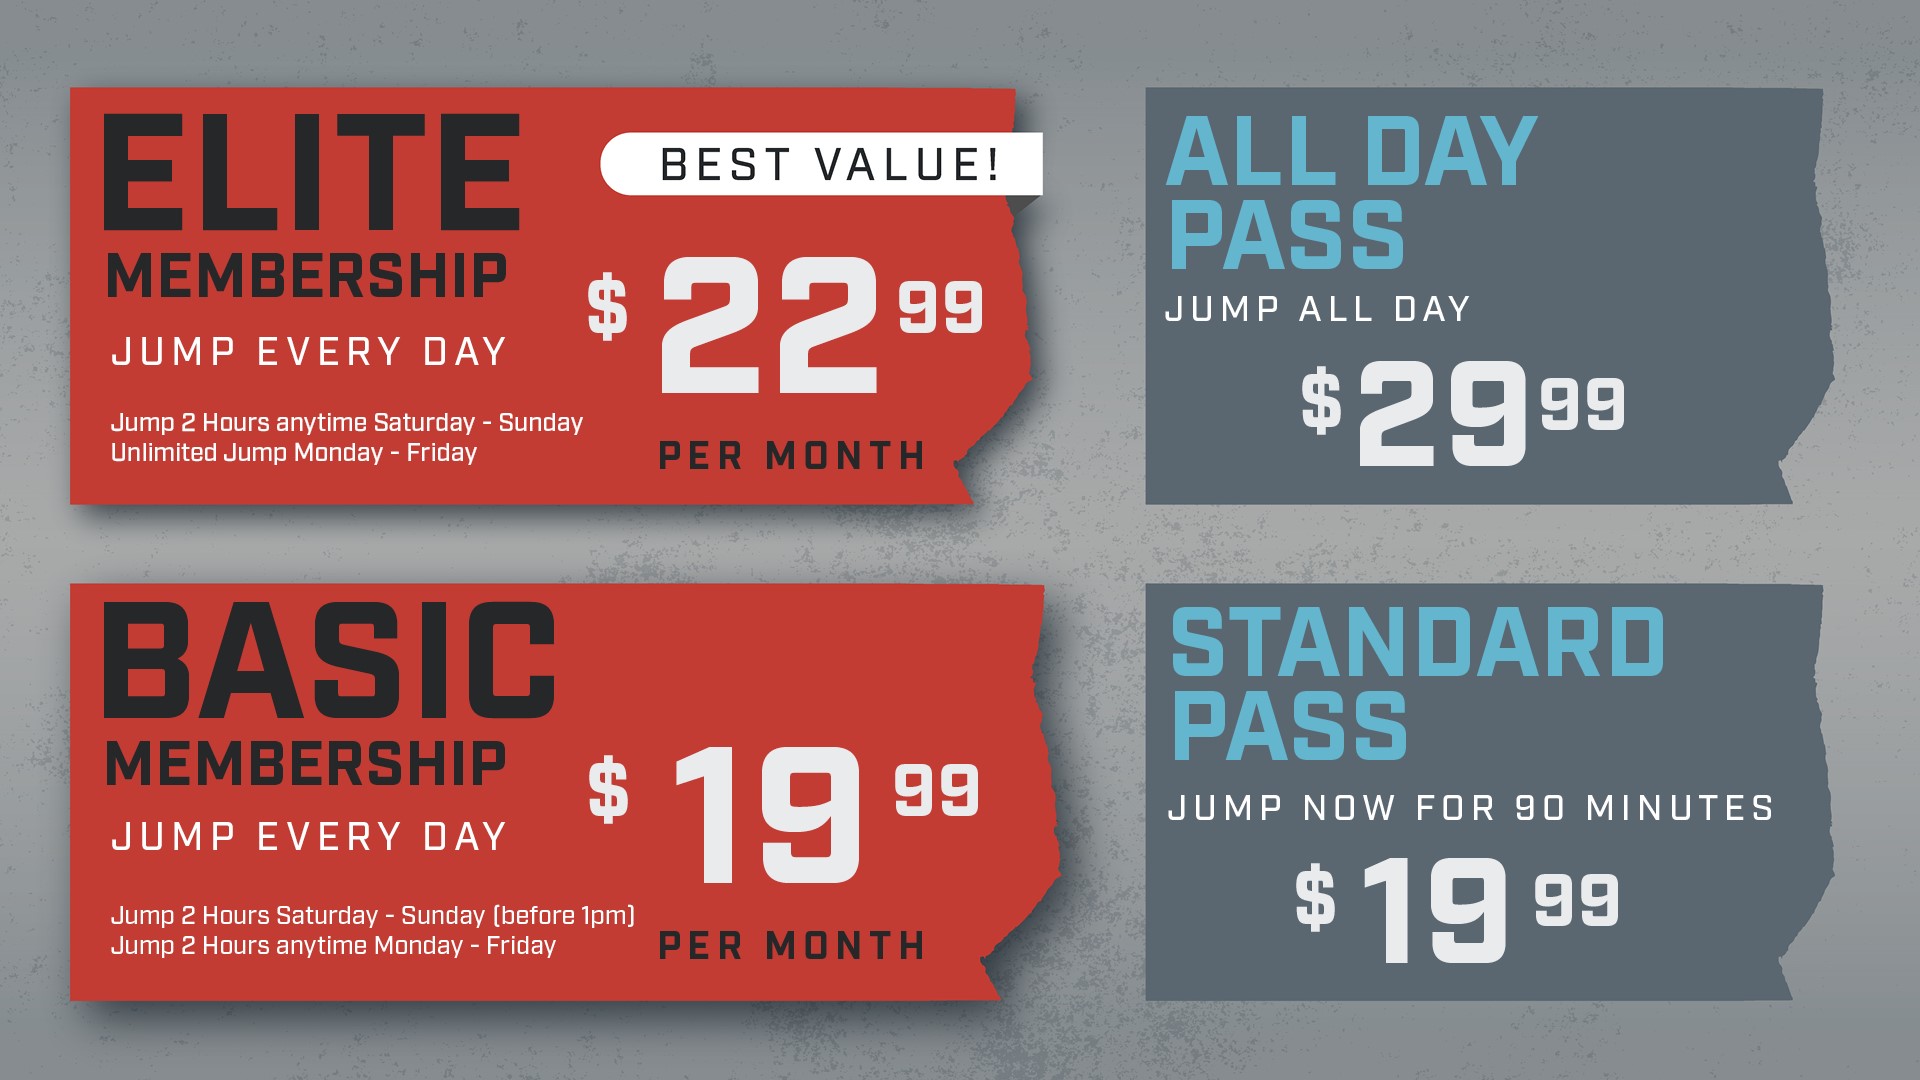 ELITE
MEMBERSHIP
JUMP EVERY DAY
Jump 2 Hours anytime Saturday - Sunday
Unlimited Jump Monday - Friday
BEST VALUE!
$22 99
PER MONTH
ALL DAY
PASS
JUMP ALL DAY
$29 99
BASIC
MEMBERSHIP
JUMP EVERY DAY
Jump 2 Hours Saturday - Sunday (before 1pm)
Jump 2 Hours anytime Monday - Friday
$19 99
PER MONTH
STANDARD
PASS
JUMP NOW FOR 90 MINUTES
$19 99